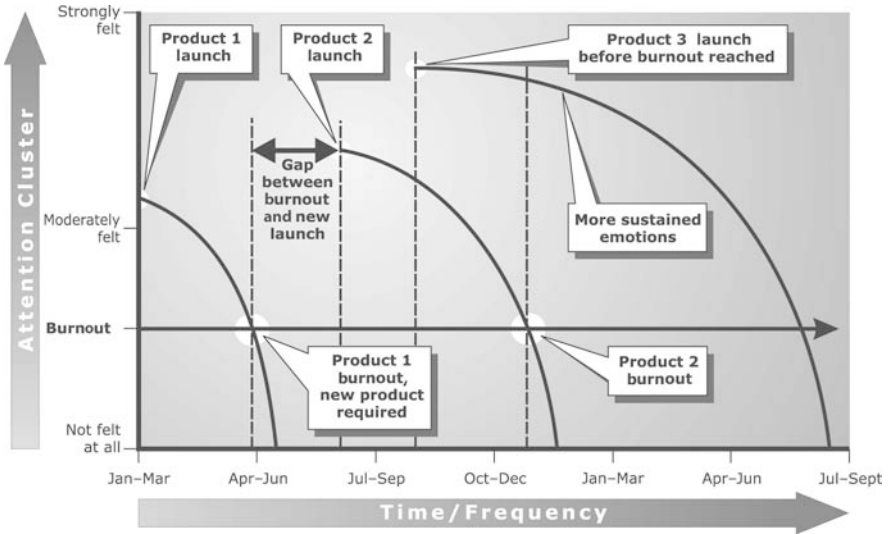 Strongly
felt
Product 1
launch
Product 2
launch
Product 3 launch
before burnout reached
Gap
between
burnout
and new
launch
More sustained
emotions
Moderately
felt
Burnout
Product 1
burnout,
new product
required
Product 2
burnout
Not felt
at all
Jan–Mar
Apr–Jun
Jul–Sep
Oct–Dec
Jan–Mar
Apr–Jun
Jul–Sept
Time/Frequency
Attention Cluster